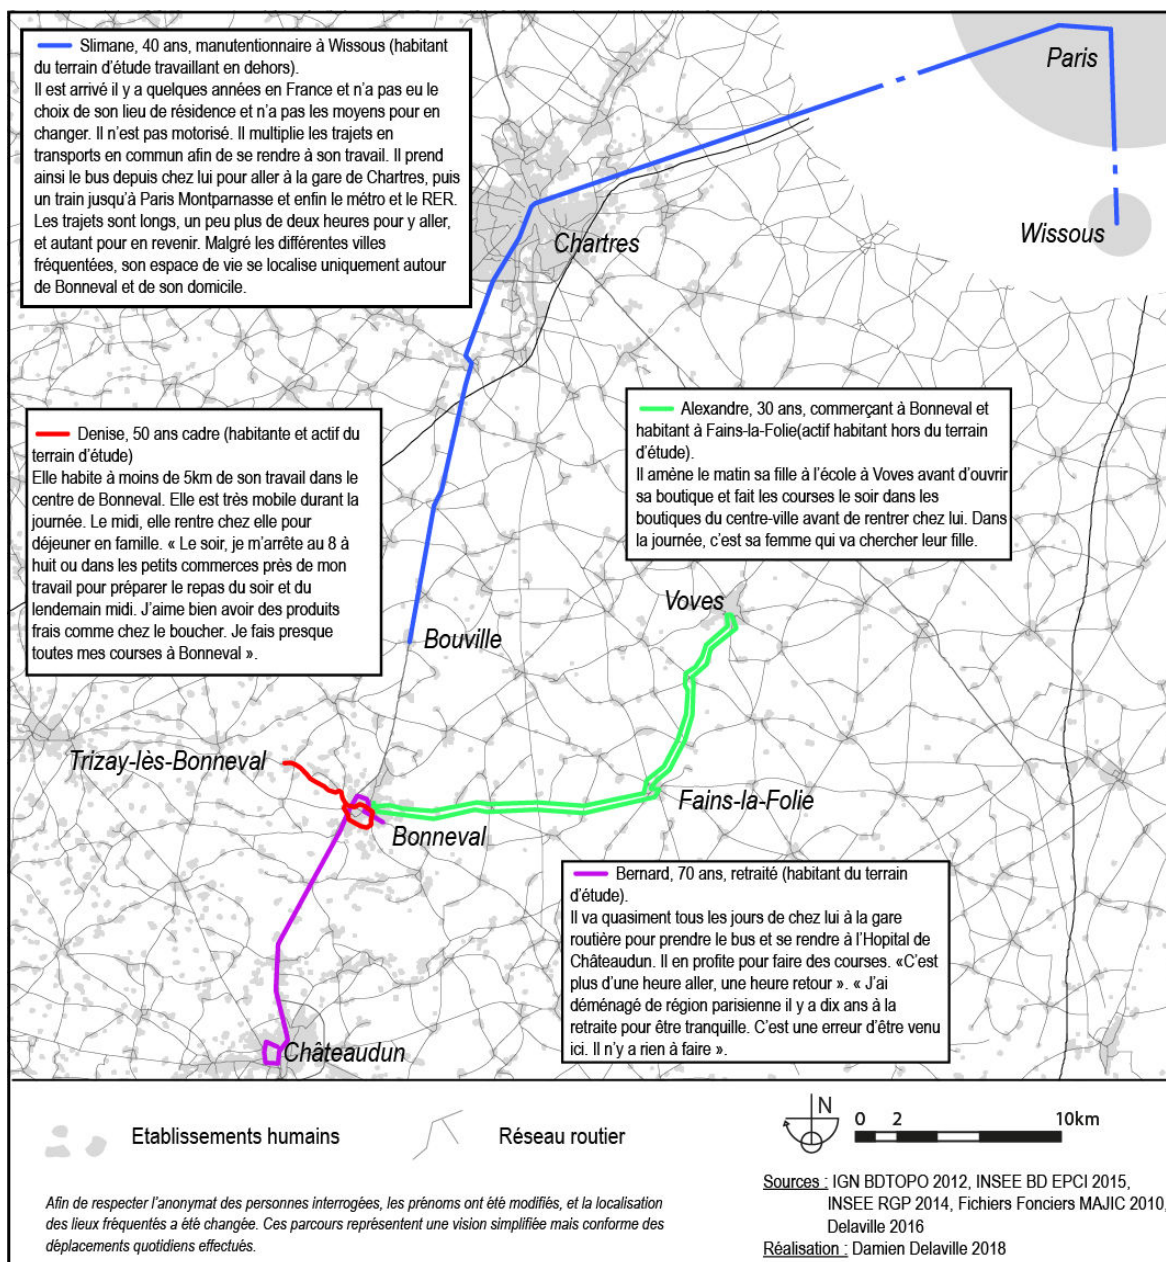 Slimane, 40 ans, manutentionnaire à Wissous (habitant
du terrain d'étude travaillant en dehors).
Il est arrivé il y a quelques années en France et n'a pas eu le
choix de son lieu de résidence et n'a pas les moyens pour en
changer. Il n'est pas motorisé. Il multiplie les trajets en
transports en commun afin de se rendre à son travail. Il prend
ainsi le bus depuis chez lui pour aller à la gare de Chartres, puis
un train jusqu'à Paris Montparnasse et enfin le métro et le RER.
Les trajets sont longs, un peu plus de deux heures pour y aller,
et autant pour en revenir. Malgré les différentes villes
fréquentées, son espace de vie se localise uniquement autour
de Bonneval et de son domicile.
Paris
Wissous
Chartres
Denise, 50 ans cadre (habitante et actif du
terrain d'étude)
Elle habite à moins de 5km de son travail dans le
centre de Bonneval. Elle est très mobile durant la
journée. Le midi, elle rentre chez elle pour
déjeuner en famille. « Le soir, je m'arrête au 8 à
huit ou dans les petits commerces près de mon
travail pour préparer le repas du soir et du
lendemain midi. J'aime bien avoir des produits
frais comme chez le boucher. Je fais presque
toutes mes courses à Bonneval ».
Alexandre, 30 ans, commerçant à Bonneval et
habitant à Fains-la-Folie(actif habitant hors du terrain
d'étude).
Il amène le matin sa fille à l'école à Voves avant d'ouvrir
sa boutique et fait les courses le soir dans les
boutiques du centre-ville avant de rentrer chez lui. Dans
la journée, c'est sa femme qui va chercher leur fille.
Voves
Bouville
Trizay-lès-Bonneval
Fains-la-Folie
Bonneval
Bernard, 70 ans, retraité (habitant du terrain
d'étude).
Il va quasiment tous les jours de chez lui à la gare
routière pour prendre le bus et se rendre à l'Hopital de
Châteaudun. Il en profite pour faire des courses. «C'est
plus d'une heure aller, une heure retour ». « J'ai
déménagé de région parisienne il y a dix ans à la
retraite pour être tranquille. C'est une erreur d'être venu
ici. Il n'y a rien à faire ».
Châteaudun
Etablissements humains
Réseau routier
N
0 2 10km
Afin de respecter l'anonymat des personnes interrogées, les prénoms ont été modifiés, et la localisation
des lieux fréquentés a été changée. Ces parcours représentent une vision simplifiée mais conforme des
déplacements quotidiens effectués.
Sources : IGN BDTOPO 2012, INSEE BD EPCI 2015,
INSEE RGP 2014, Fichiers Fonciers MAJIC 2010,
Delaville 2016
Réalisation : Damien Delaville 2018